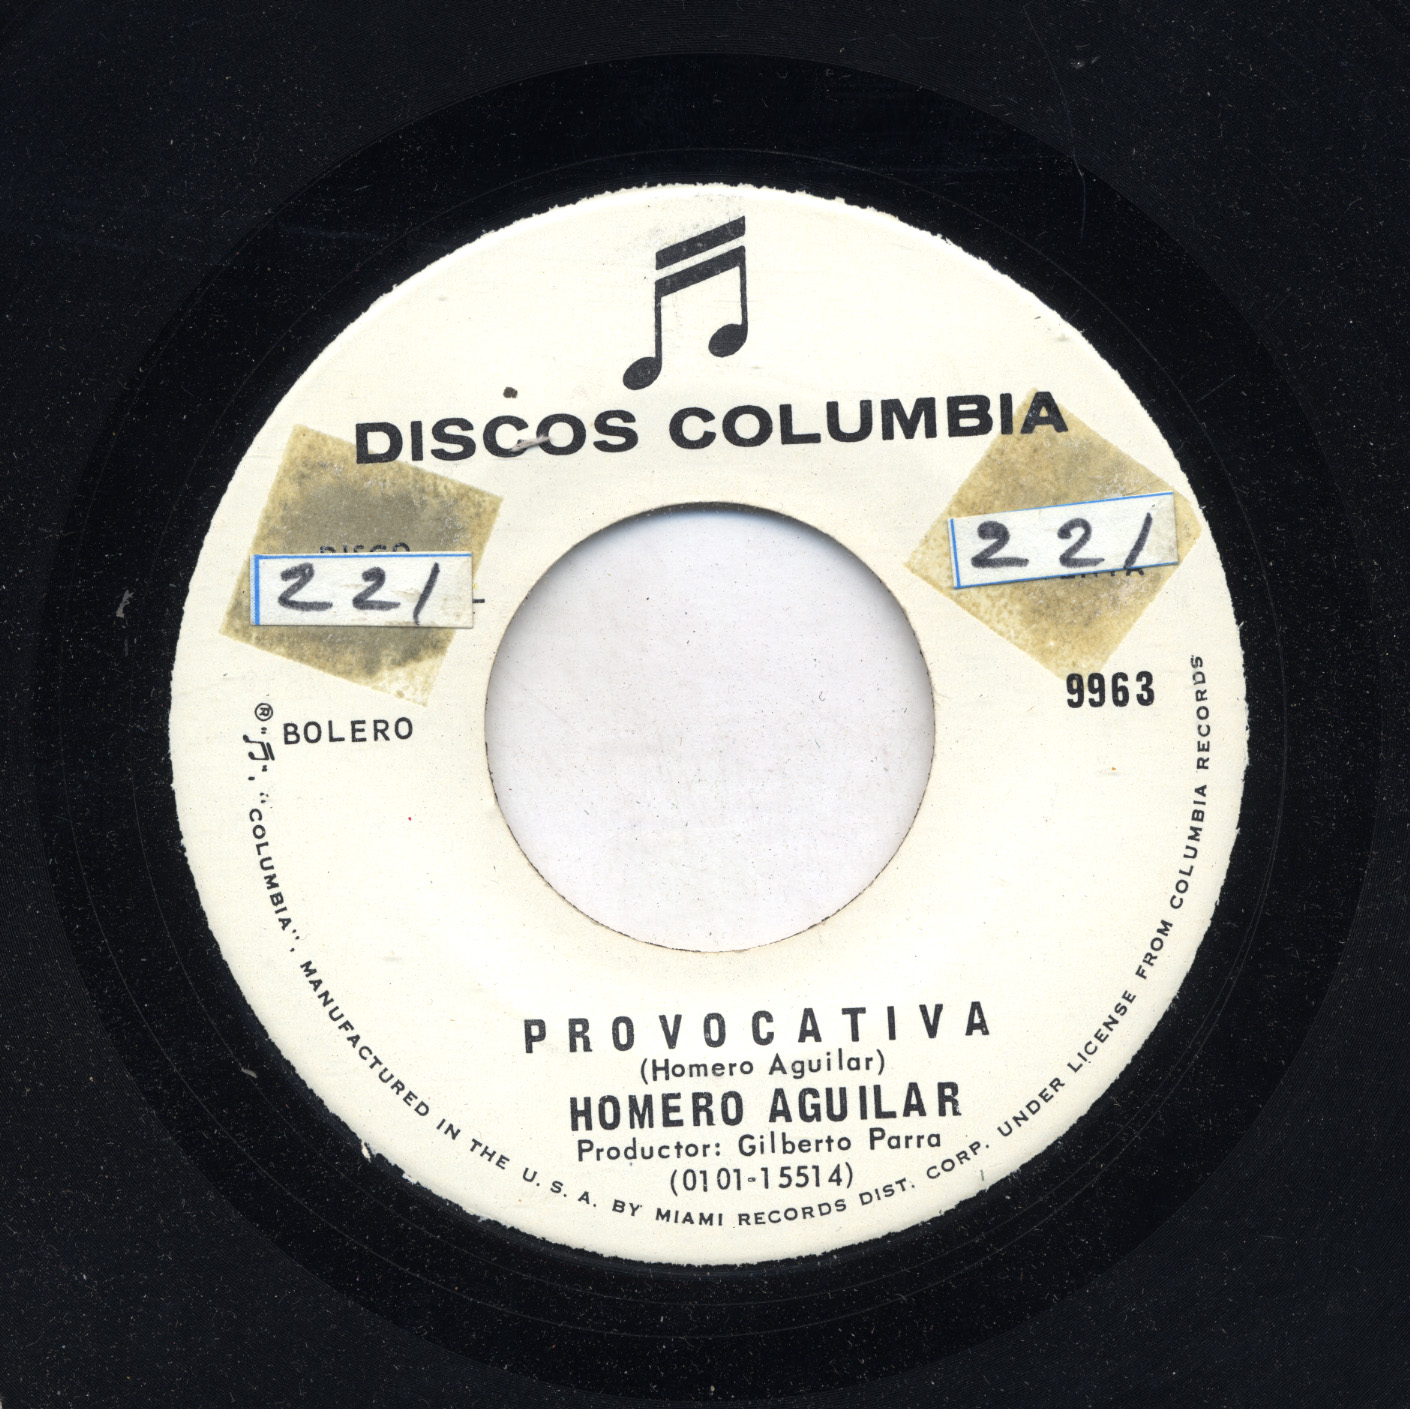 DISCOS COLUMBIA
DISCO
221
221
9963
BOLERO
PROVOCATIVA
(Homero Aguilar)
HOMERO AGUILAR
Productor: Gilberto Parra
(0101-15514)
® "♫", "COLUMBIA", MANUFACTURED IN THE U. S. A. BY MIAMI RECORDS DIST. CORP. UNDER LICENSE FROM COLUMBIA RECORDS